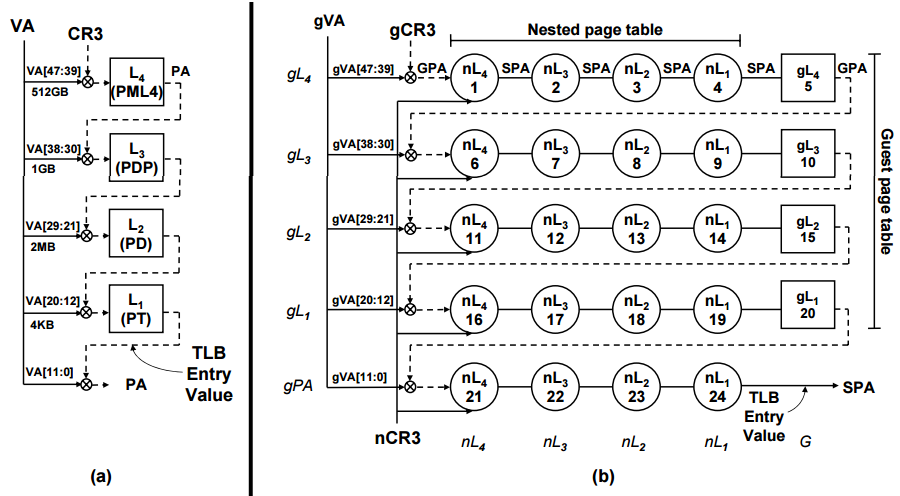 VA
CR3
VA[47:39]
512GB
L4
(PML4)
PA
VA[38:30]
1GB
L3
(PDP)
VA[29:21]
2MB
L2
(PD)
VA[20:12]
4KB
L1
(PT)
VA[11:0]
PA
TLB
Entry
Value
(a)
gVA
gCR3
Nested page table
gL4
gVA[47:39]
GPA
nL4
1
SPA
nL3
2
SPA
nL2
3
SPA
nL1
4
SPA
gL4
5
GPA
gL3
gVA[38:30]
nL4
6
nL3
7
nL2
8
nL1
9
gL3
10
gL2
gVA[29:21]
nL4
11
nL3
12
nL2
13
nL1
14
gL2
15
gL1
gVA[20:12]
nL4
16
nL3
17
nL2
18
nL1
19
gL1
20
Guest page table
gPA
gVA[11:0]
nL4
21
nL3
22
nL2
23
nL1
24
SPA
TLB
Entry
Value
nCR3
nL4
nL3
nL2
nL1
G
(b)